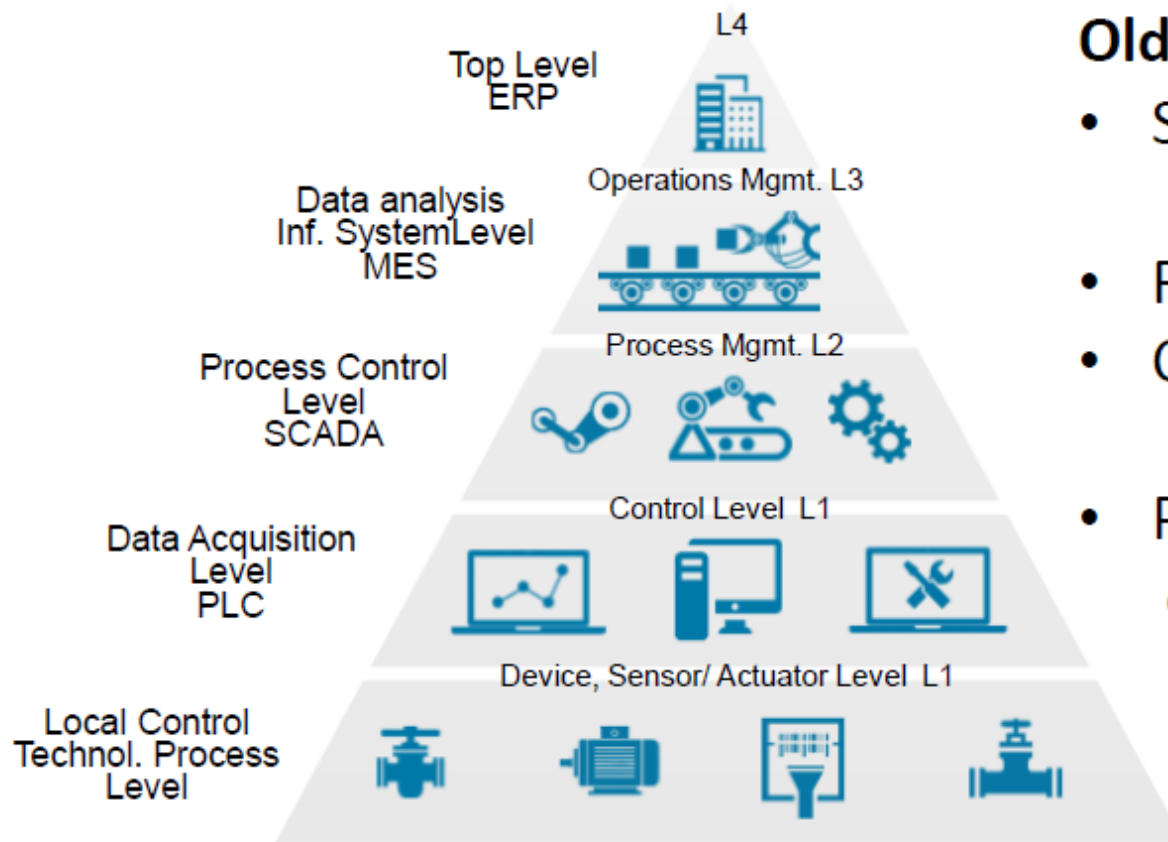 L4
Top Level
ERP
Operations Mgmt. L3
Data analysis
Inf. SystemLevel
MES
Process Mgmt. L2
Process Control
Level
SCADA
Control Level L1
Data Acquisition
Level
PLC
Device, Sensor/ Actuator Level L1
Local Control
Technol. Process
Level
Old